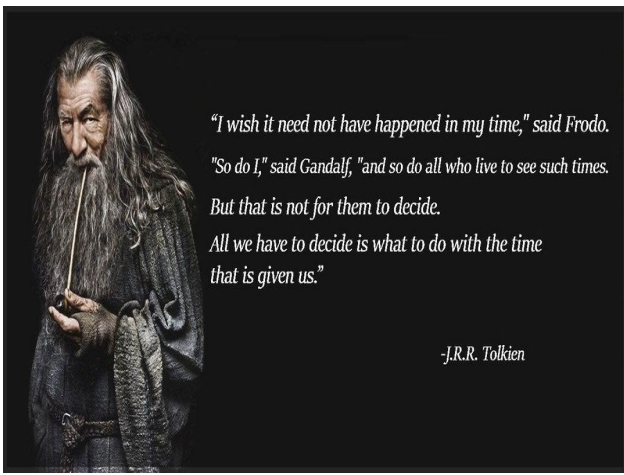 “I wish it need not have happened in my time," said Frodo.
"So do I," said Gandalf, "and so do all who live to see such times.
But that is not for them to decide.
All we have to decide is what to do with the time
that is given us.”
-J.R.R. Tolkien